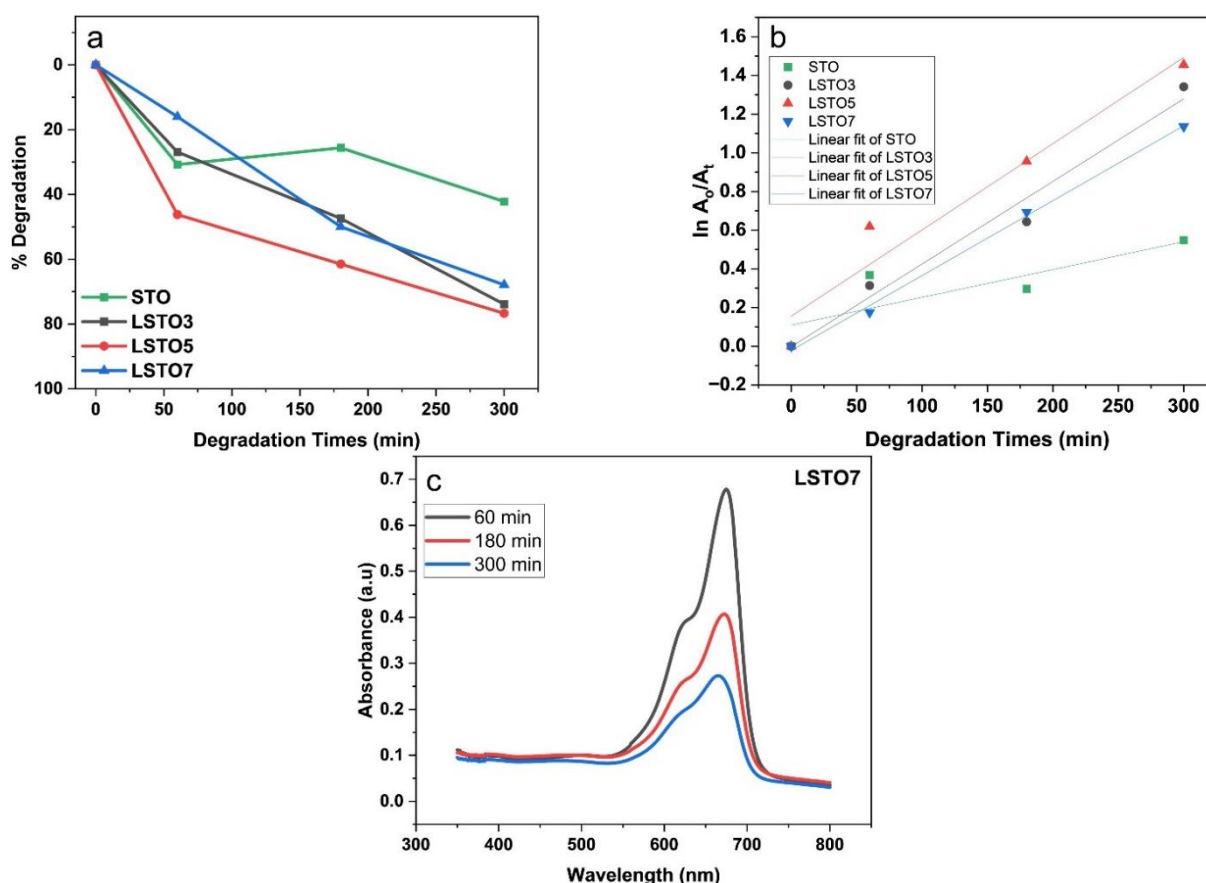 a
0
20
40
60
80
100
% Degradation
STO
LSTO3
LSTO5
LSTO7
0 50 100 150 200 250 300
Degradation Times (min)
b
1.6
1.4
1.2
1.0
0.8
0.6
0.4
0.2
0.0
−0.2
ln Ao/At
STO
LSTO3
LSTO5
LSTO7
Linear fit of STO
Linear fit of LSTO3
Linear fit of LSTO5
Linear fit of LSTO7
0 50 100 150 200 250 300
Degradation Times (min)
c
LSTO7
0.7
0.6
0.5
0.4
0.3
0.2
0.1
0.0
Absorbance (a.u)
60 min
180 min
300 min
300 400 500 600 700 800
Wavelength (nm)